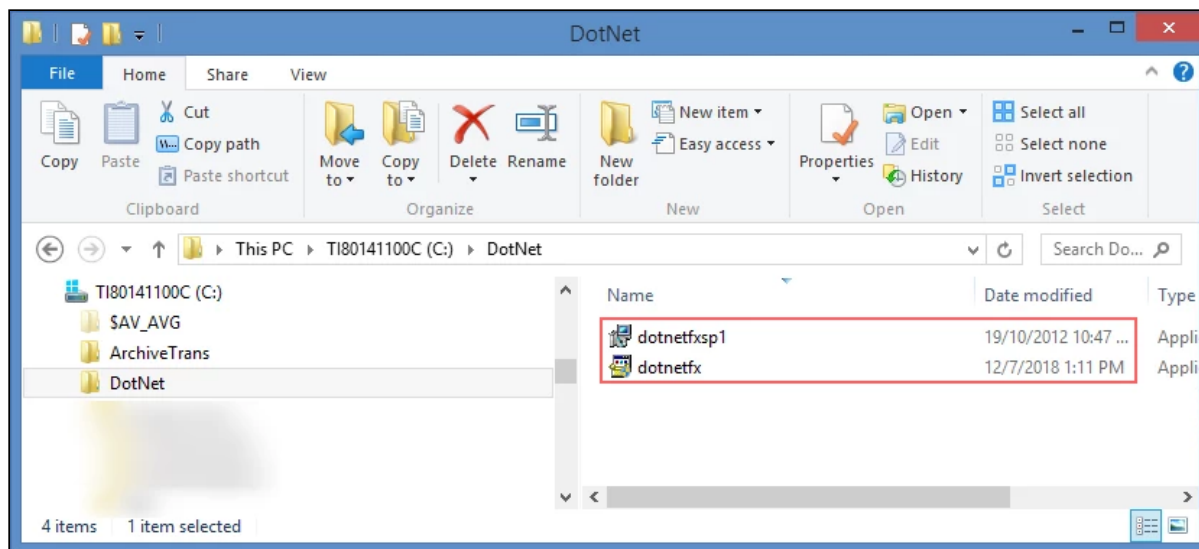 DotNet
File Home Share View
Copy
Paste
Cut
Copy path
Paste shortcut
Clipboard
Move to
Copy to
Delete
Rename
Organize
New folder
New item
Easy access
New
Properties
Open
Edit
History
Open
Select all
Select none
Invert selection
Select
This PC TI80141100C (C:) DotNet
Search Do...
TI80141100C (C:)
$AV_AVG
ArchiveTrans
DotNet
Name Date modified Type
dotnetfxsp1 19/10/2012 10:47 ... Appli
dotnetfx 12/7/2018 1:11 PM Appli
4 items 1 item selected